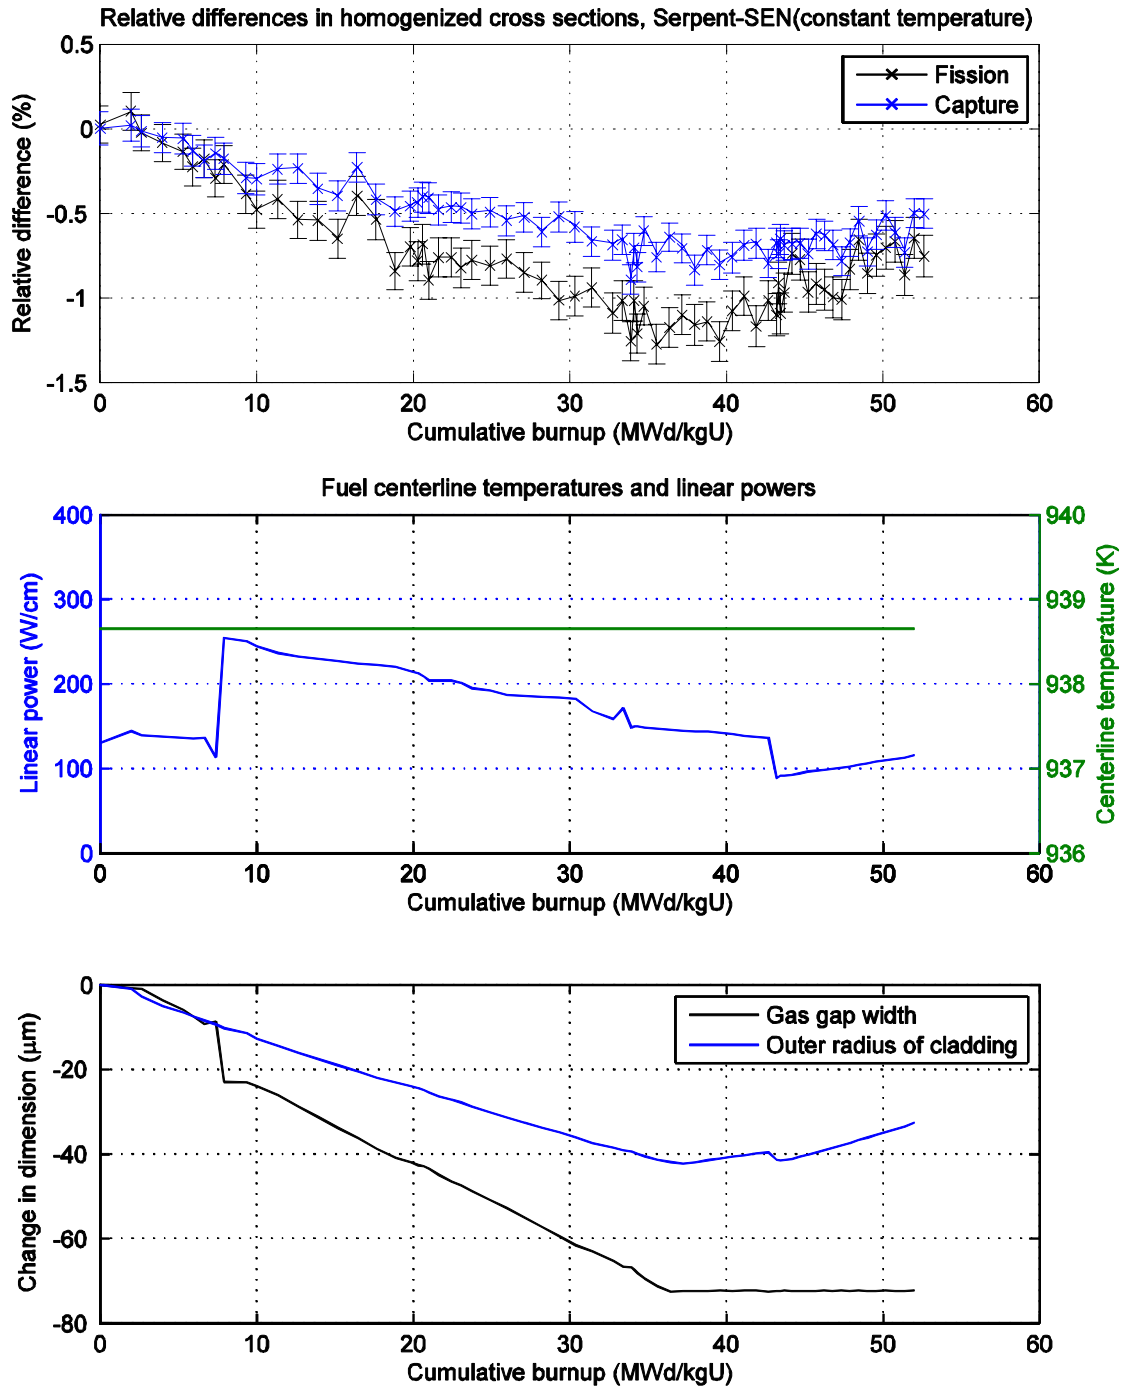 Relative differences in homogenized cross sections, Serpent-SEN(constant temperature)
0.5
0
-0.5
-1
-1.5
Relative difference (%)
Fission
Capture
0 10 20 30 40 50 60
Cumulative burnup (MWd/kgU)
Fuel centerline temperatures and linear powers
400
300
200
100
0
Linear power (W/cm)
940
939
938
937
936
Centerline temperature (K)
0 10 20 30 40 50 60
Cumulative burnup (MWd/kgU)
0
-20
-40
-60
-80
Change in dimension (µm)
Gas gap width
Outer radius of cladding
0 10 20 30 40 50 60
Cumulative burnup (MWd/kgU)